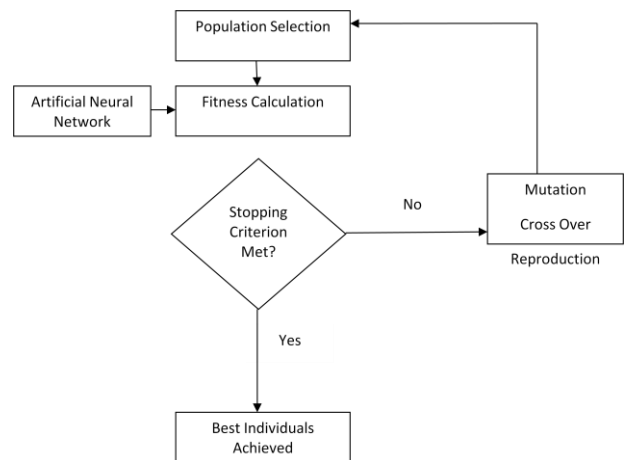 Population Selection
Artificial Neural
Network
Fitness Calculation
Stopping
Criterion
Met?
No
Mutation
Cross Over
Reproduction
Yes
Best Individuals
Achieved